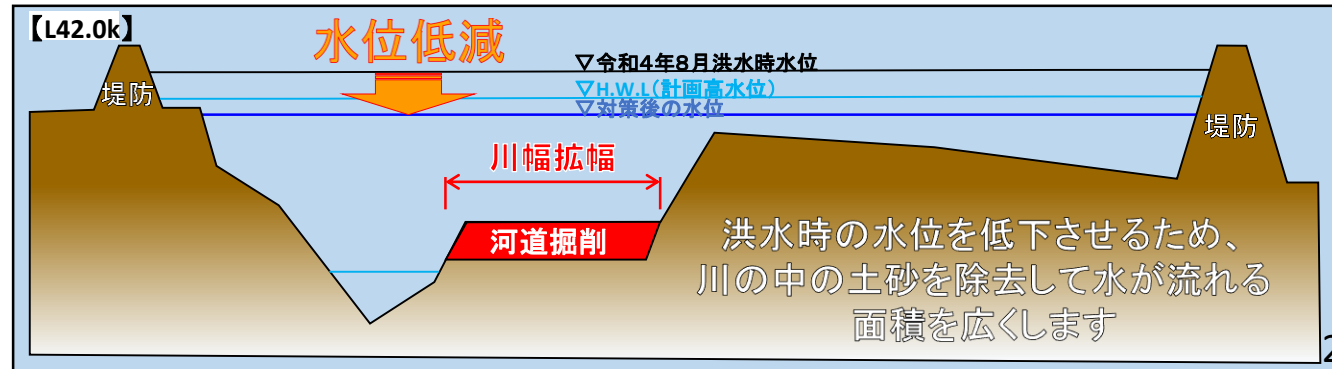 【L42.0k】
水位低減
▽令和4年8月洪水時水位
▽H.W.L(計画高水位)
▽対策後の水位
堤防
堤防
川幅拡幅
河道掘削
洪水時の水位を低下させるため、
川の中の土砂を除去して水が流れる
面積を広くします
2